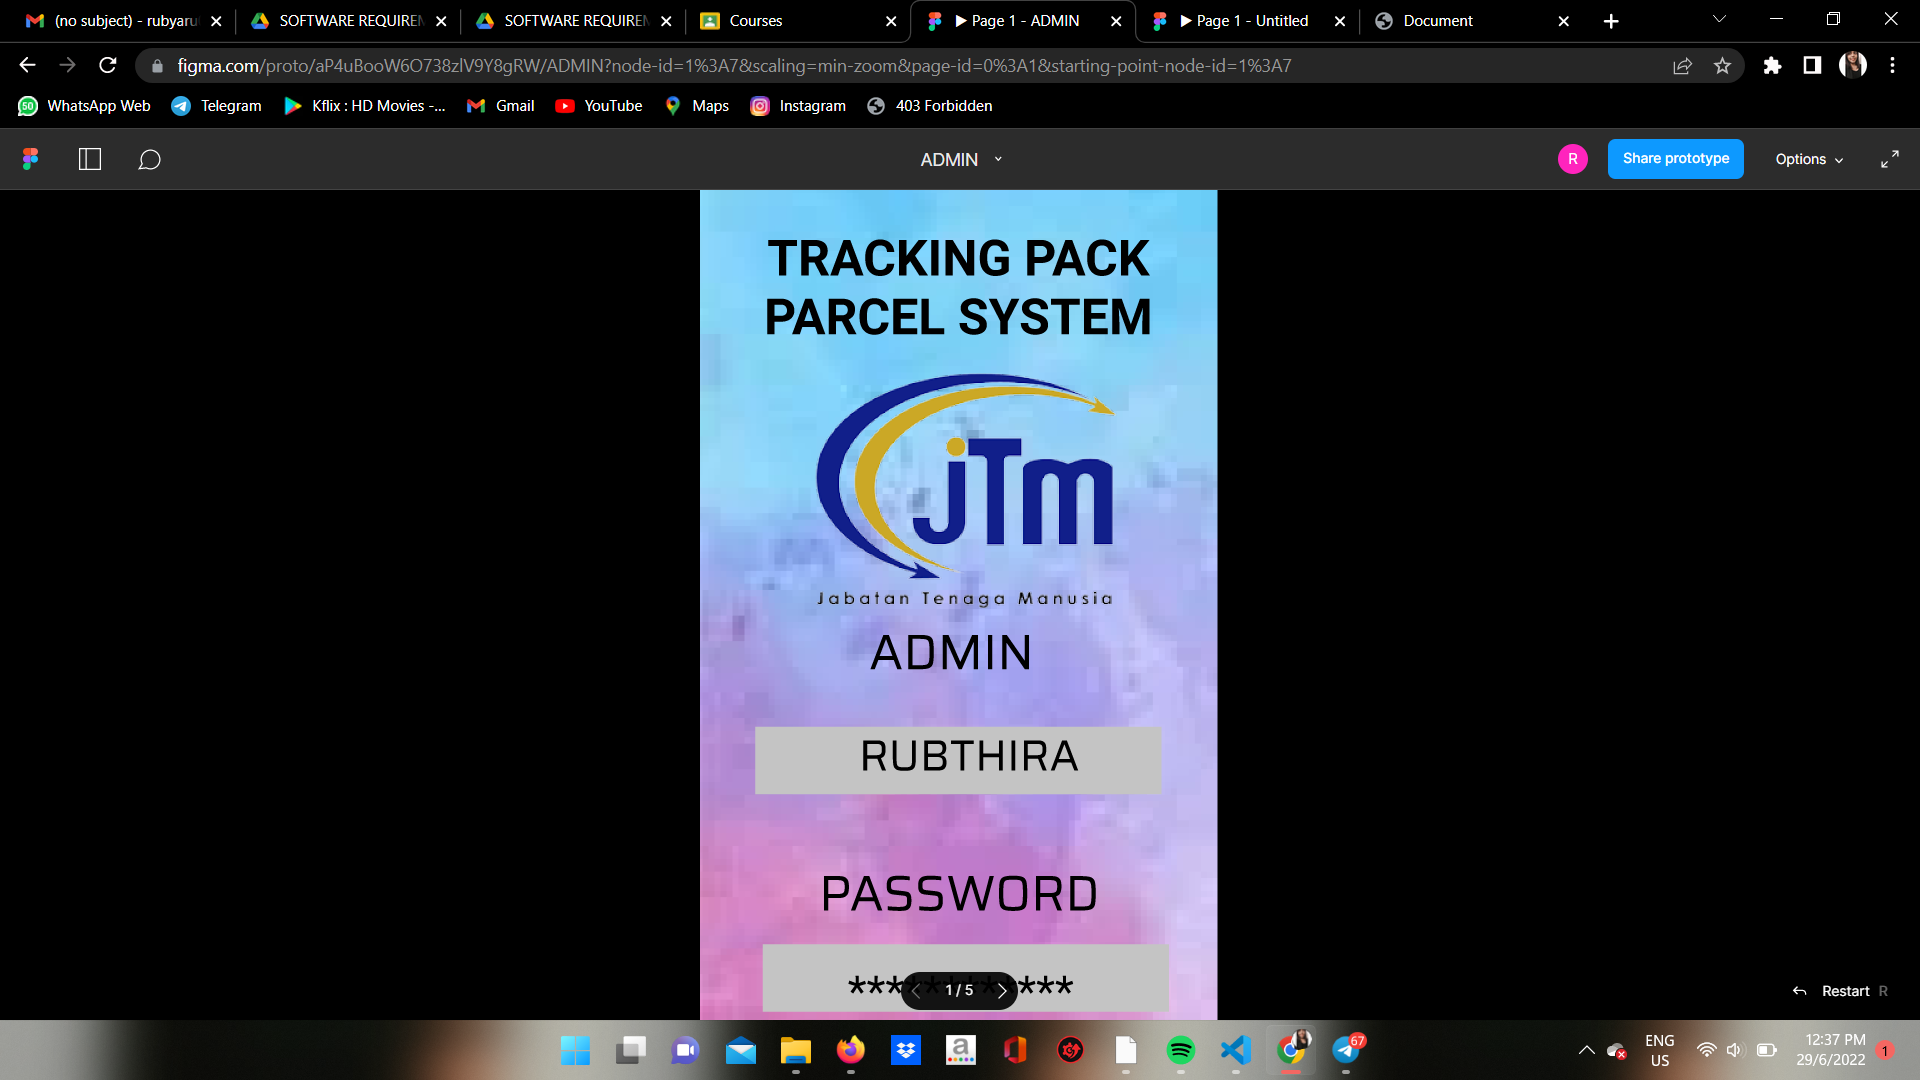 (no subject) - rubyaru
SOFTWARE REQUIREM
SOFTWARE REQUIREM
Courses
Page 1 - ADMIN
Page 1 - Untitled
Document
figma.com/proto/aP4uBooW6O738zlV9Y8gRW/ADMIN?node-id=1%3A7&scaling=min-zoom&page-id=0%3A1&starting-point-node-id=1%3A7
50
WhatsApp Web
Telegram
Kflix : HD Movies -...
Gmail
YouTube
Maps
Instagram
403 Forbidden
ADMIN
R
Share prototype
Options
TRACKING PACK
PARCEL SYSTEM
jTm
Jabatan Tenaga Manusia
ADMIN
RUBTHIRA
PASSWORD
************
1 / 5
Restart R
a
67
ENG
US
12:37 PM
29/6/2022
1